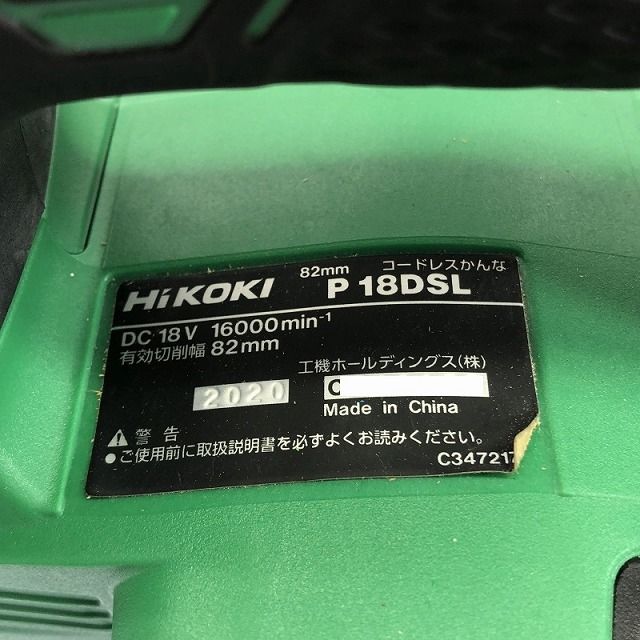 82mm コードレスかんな
HiKOKI P 18DSL
DC 18V 16000min⁻¹
有効切削幅 82mm
工機ホールディングス(株)
2020 C
Made in China
⚠ 警告
● ご使用前に取扱説明書を必ずよくお読みください。
C347217